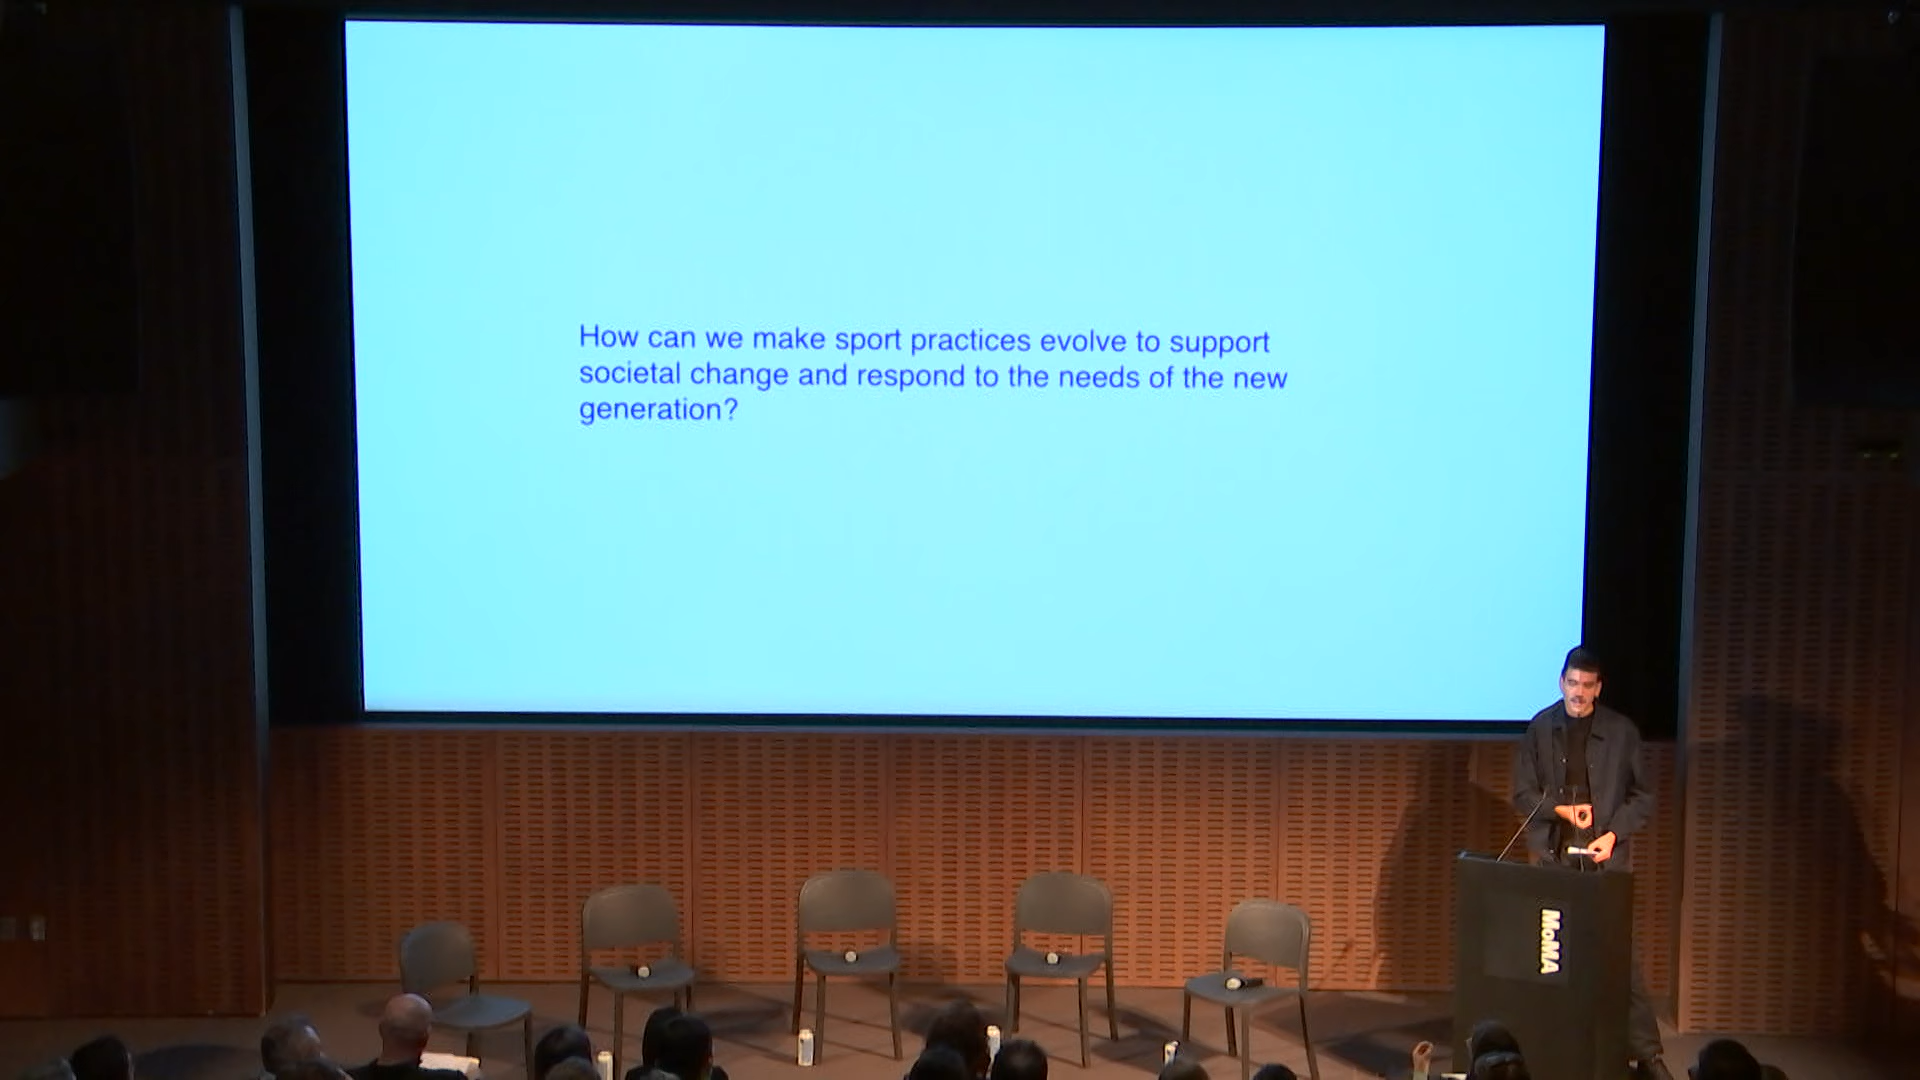 How can we make sport practices evolve to support
societal change and respond to the needs of the new
generation?
MoMA